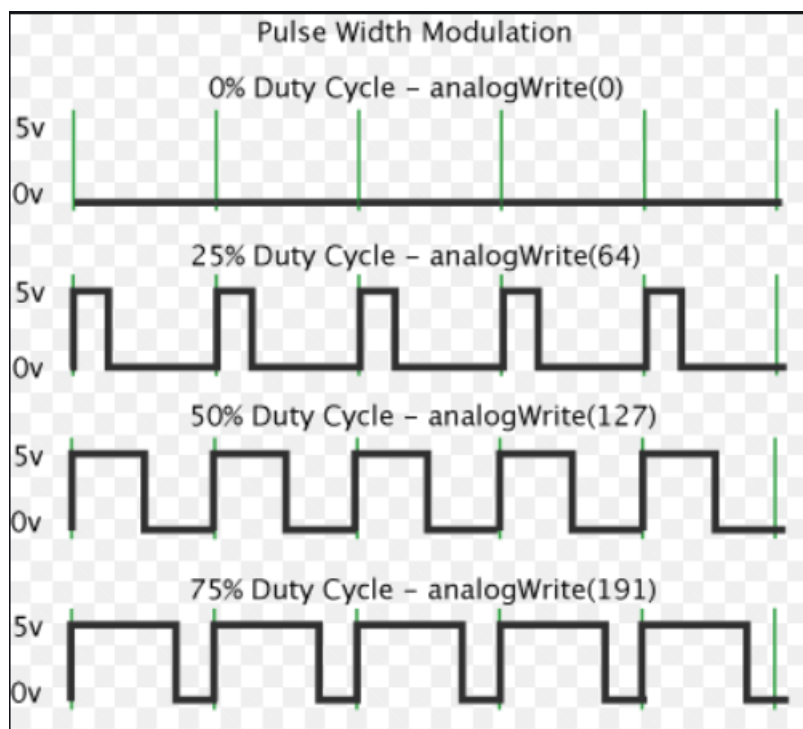 Pulse Width Modulation
0% Duty Cycle – analogWrite(0)
5v
0v
25% Duty Cycle – analogWrite(64)
5v
0v
50% Duty Cycle – analogWrite(127)
5v
0v
75% Duty Cycle – analogWrite(191)
5v
0v